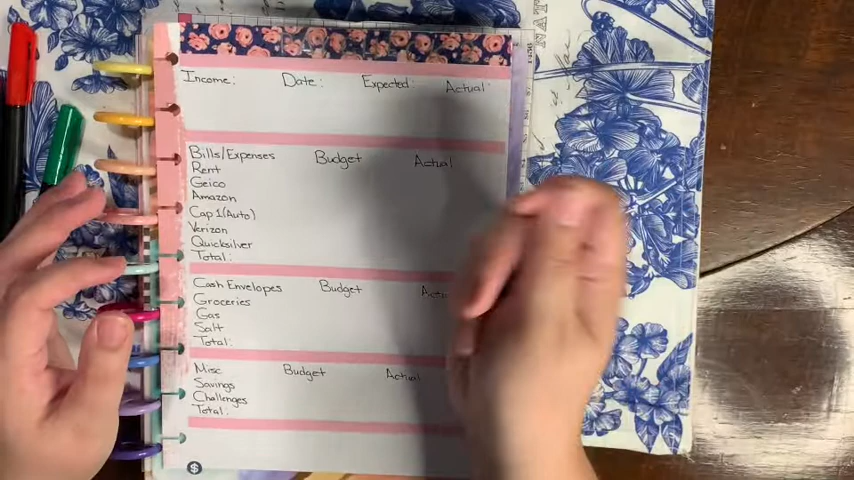 Income: Date: Expected: Actual:
Bills/Expenses Budget Actual
Rent
Geico
Amazon
Cap 1(Auto)
Verizon
Quicksilver
Total:
Cash Envelopes Budget
Groceries
Gas
Salt
Total:
Misc Budget Actual
Savings
Challenges
Total:
$